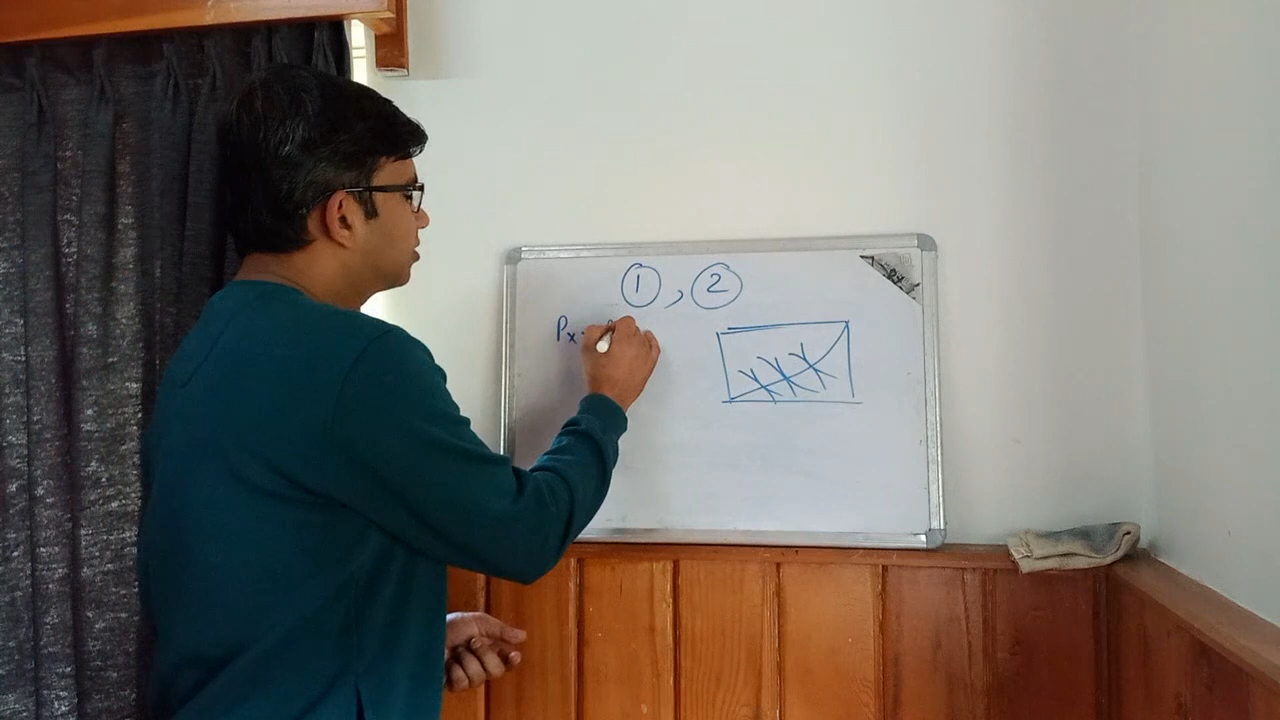 ① , ②
Pₓ